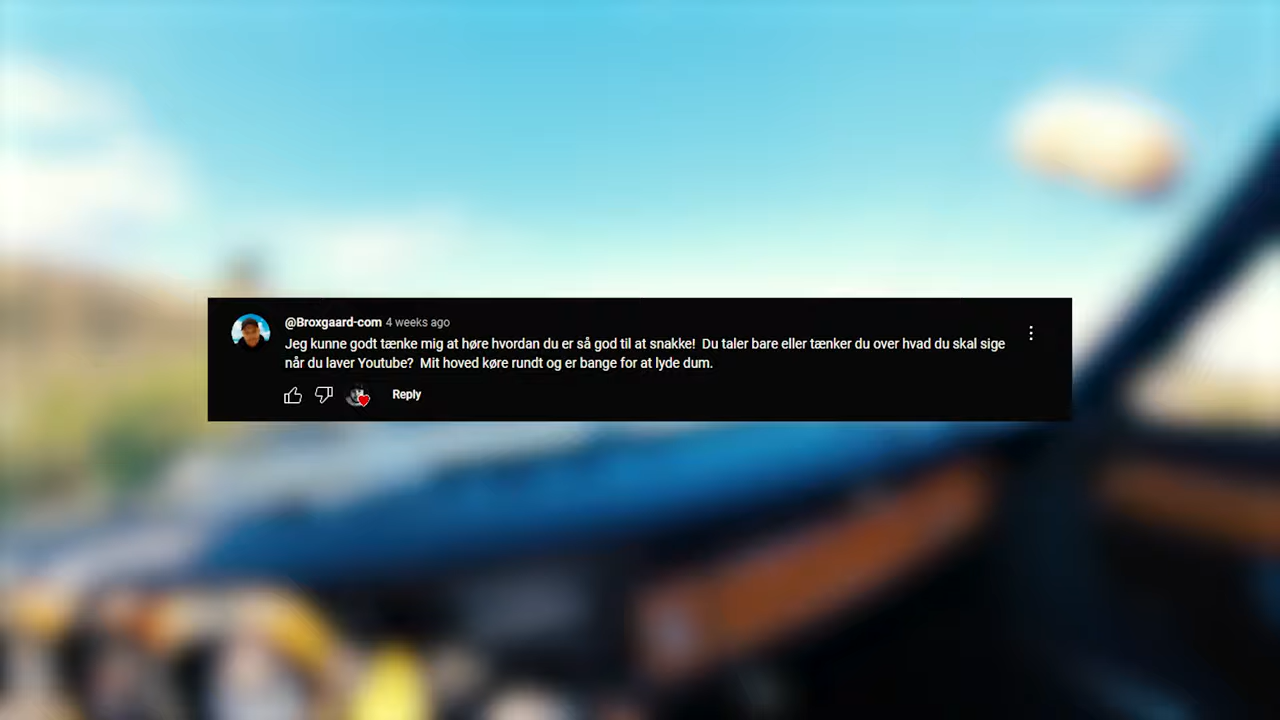 @Broxgaard-com 4 weeks ago
Jeg kunne godt tænke mig at høre hvordan du er så god til at snakke!  Du taler bare eller tænker du over hvad du skal sige
når du laver Youtube?  Mit hoved køre rundt og er bange for at lyde dum.
Reply